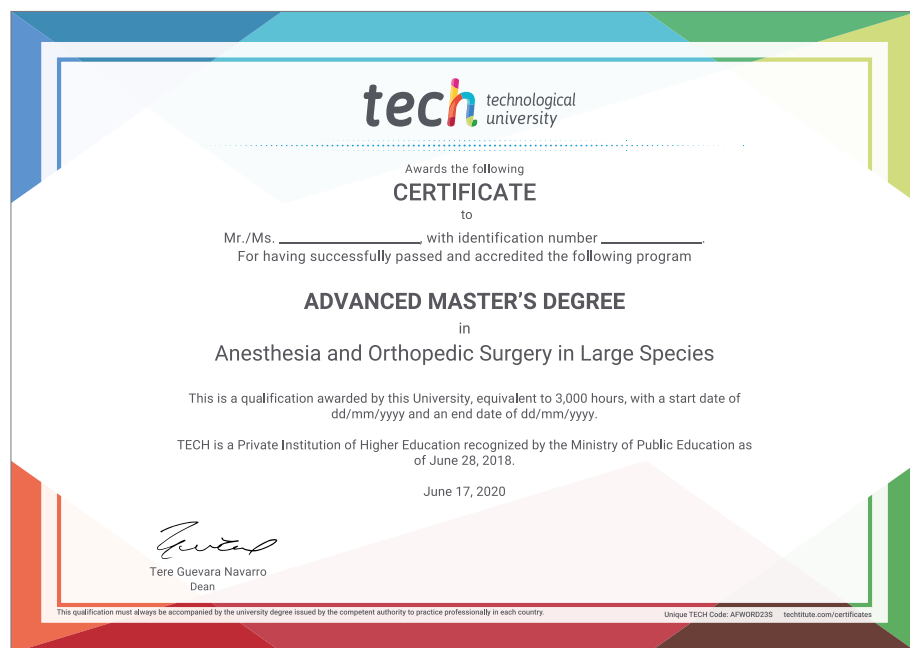 tech technological
university
Awards the following
CERTIFICATE
to
Mr./Ms. ____________________, with identification number ______________.
For having successfully passed and accredited the following program
ADVANCED MASTER'S DEGREE
in
Anesthesia and Orthopedic Surgery in Large Species
This is a qualification awarded by this University, equivalent to 3,000 hours, with a start date of
dd/mm/yyyy and an end date of dd/mm/yyyy.
TECH is a Private Institution of Higher Education recognized by the Ministry of Public Education as
of June 28, 2018.
June 17, 2020
Tere Guevara Navarro
Dean
This qualification must always be accompanied by the university degree issued by the competent authority to practice professionally in each country.
Unique TECH Code: AFWORD23S techtitute.com/certificates